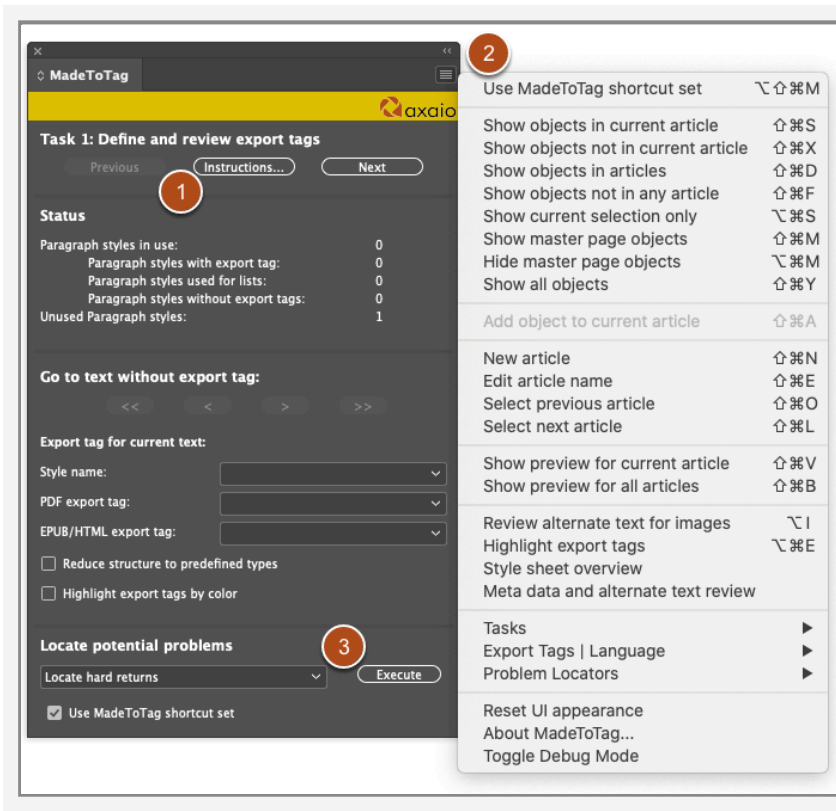 MadeToTag
axaio
Task 1: Define and review export tags
Previous
Instructions...
Next
1
Status
Paragraph styles in use: 0
Paragraph styles with export tag: 0
Paragraph styles used for lists: 0
Paragraph styles without export tags: 0
Unused Paragraph styles: 1
Go to text without export tag:
<< < > >>
Export tag for current text:
Style name:
PDF export tag:
EPUB/HTML export tag:
Reduce structure to predefined types
Highlight export tags by color
Locate potential problems
3
Locate hard returns
Execute
Use MadeToTag shortcut set
2
Use MadeToTag shortcut set ⌥⇧⌘M
Show objects in current article ⇧⌘S
Show objects not in current article ⇧⌘X
Show objects in articles ⇧⌘D
Show objects not in any article ⇧⌘F
Show current selection only ⌥⌘S
Show master page objects ⇧⌘M
Hide master page objects ⌥⌘M
Show all objects ⇧⌘Y
Add object to current article ⇧⌘A
New article ⇧⌘N
Edit article name ⇧⌘E
Select previous article ⇧⌘O
Select next article ⇧⌘L
Show preview for current article ⇧⌘V
Show preview for all articles ⇧⌘B
Review alternate text for images ⌥I
Highlight export tags ⌥⌘E
Style sheet overview
Meta data and alternate text review
Tasks ▶
Export Tags | Language ▶
Problem Locators ▶
Reset UI appearance
About MadeToTag...
Toggle Debug Mode